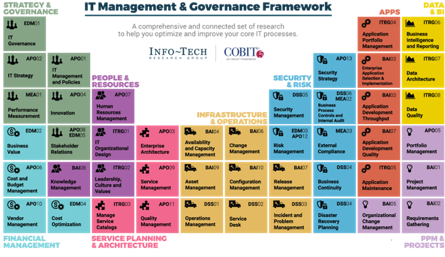 STRATEGY &
GOVERNANCE
IT Management & Governance Framework
A comprehensive and connected set of research
to help you optimize and improve your core IT processes.
INFO~TECH
RESEARCH GROUP
COBIT
APPS
DATA
& BI
EDM01
IT
Governance
ITRG04
Application
Portfolio
Management
ITRG06
Business
Intelligence
and Reporting
APO02
IT Strategy
APO01
IT
Management
and Policies
PEOPLE &
RESOURCES
SECURITY
& RISK
APO13
Security
Strategy
BAI03
Enterprise
Application
Selection &
Implementation
ITRG07
Data
Architecture
MEA01
Performance
Measurement
APO04
Innovation
APO07
Human
Resources
Management
INFRASTRUCTURE
& OPERATIONS
DSS05
Security
Management
DSS06
MEA02
Business
Process
Controls and
Internal Audit
BAI03
Application
Development
Throughput
ITRG08
Data
Quality
EDM02
Business
Value
APO08
EDM05
Stakeholder
Relations
ITRG01
IT
Organizational
Design
APO03
Enterprise
Architecture
BAI04
Availability
and Capacity
Management
BAI06
Change
Management
EDM03
APO12
Risk
Management
MEA03
External
Compliance
BAI07
Application
Development
Quality
APO05
Portfolio
Management
APO06
Cost and
Budget
Management
BAI08
Knowledge
Management
ITRG02
Leadership,
Culture and
Values
APO09
Service
Management
BAI09
Asset
Management
BAI10
Configuration
Management
BAI07
Release
Management
DSS04
Business
Continuity
ITRG05
Application
Maintenance
BAI01
Project
Management
APO10
Vendor
Management
EDM04
Cost
Optimization
ITRG03
Manage
Service
Catalogs
APO11
Quality
Management
DSS01
Operations
Management
DSS02
Service
Desk
DSS03
Incident and
Problem
Management
DSS04
Disaster
Recovery
Planning
BAI05
Organizational
Change
Management
BAI02
Requirements
Gathering
FINANCIAL
MANAGEMENT
SERVICE PLANNING
& ARCHITECTURE
PPM &
PROJECTS